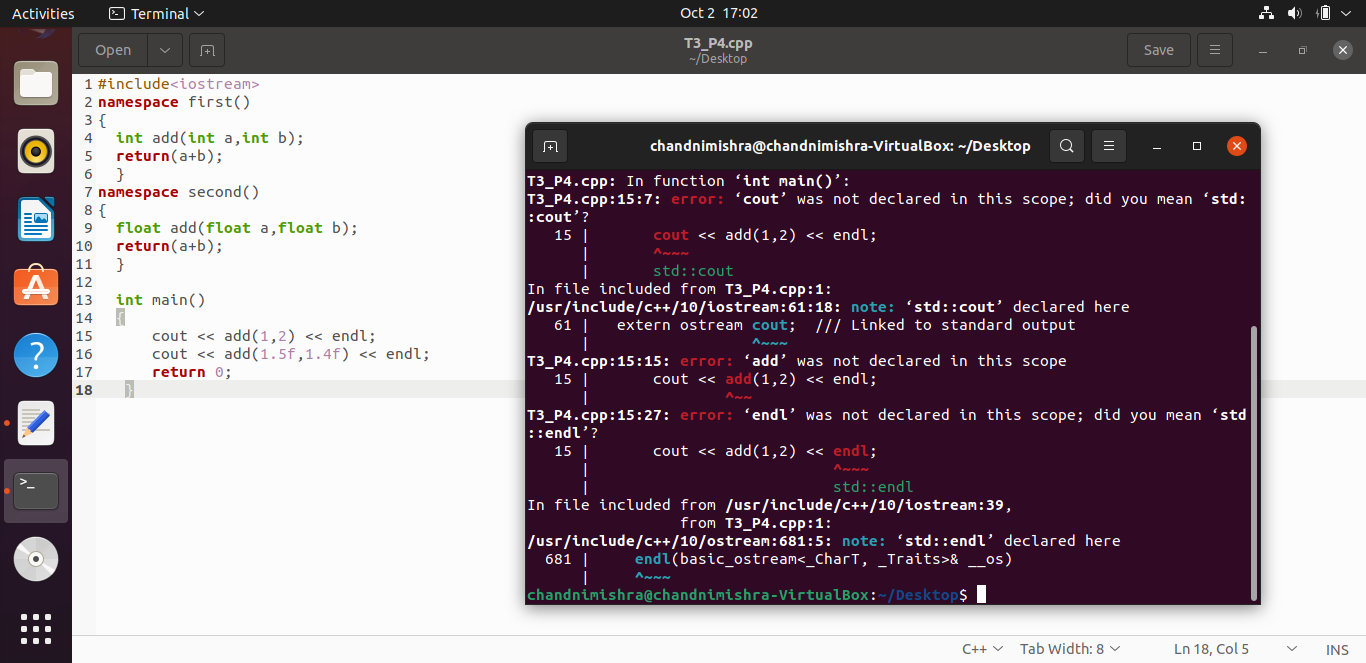 Activities Terminal Oct 2 17:02
Open T3_P4.cpp Save
~/Desktop
1 #include<iostream>
2 namespace first()
3 {
4   int add(int a,int b);
5   return(a+b);
6   }
7 namespace second()
8 {
9   float add(float a,float b);
10   return(a+b);
11   }
12
13   int main()
14   {
15       cout << add(1,2) << endl;
16       cout << add(1.5f,1.4f) << endl;
17       return 0;
18    }
chandnimishra@chandnimishra-VirtualBox: ~/Desktop
T3_P4.cpp: In function ‘int main()’:
T3_P4.cpp:15:7: error: ‘cout’ was not declared in this scope; did you mean ‘std:
:cout’?
   15 |       cout << add(1,2) << endl;
      |       ^~~~
      |       std::cout
In file included from T3_P4.cpp:1:
/usr/include/c++/10/iostream:61:18: note: ‘std::cout’ declared here
   61 |   extern ostream cout;  /// Linked to standard output
      |                  ^~~~
T3_P4.cpp:15:15: error: ‘add’ was not declared in this scope
   15 |       cout << add(1,2) << endl;
      |               ^~~
T3_P4.cpp:15:27: error: ‘endl’ was not declared in this scope; did you mean ‘std
::endl’?
   15 |       cout << add(1,2) << endl;
      |                           ^~~~
      |                           std::endl
In file included from /usr/include/c++/10/iostream:39,
                 from T3_P4.cpp:1:
/usr/include/c++/10/ostream:681:5: note: ‘std::endl’ declared here
  681 |     endl(basic_ostream<_CharT, _Traits>& __os)
      |     ^~~~
chandnimishra@chandnimishra-VirtualBox:~/Desktop$
C++ Tab Width: 8 Ln 18, Col 5 INS